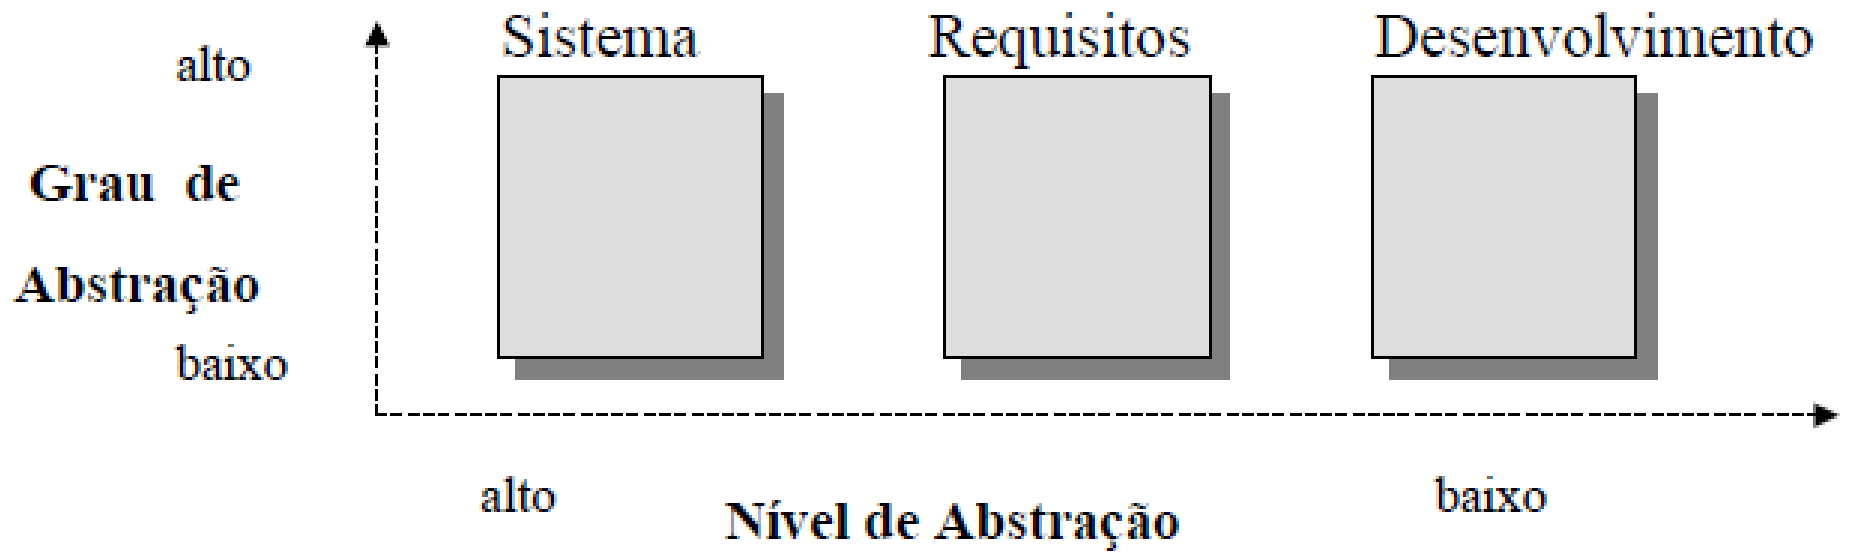 Sistema Requisitos Desenvolvimento
alto
Grau de
Abstração
baixo
alto baixo
Nível de Abstração